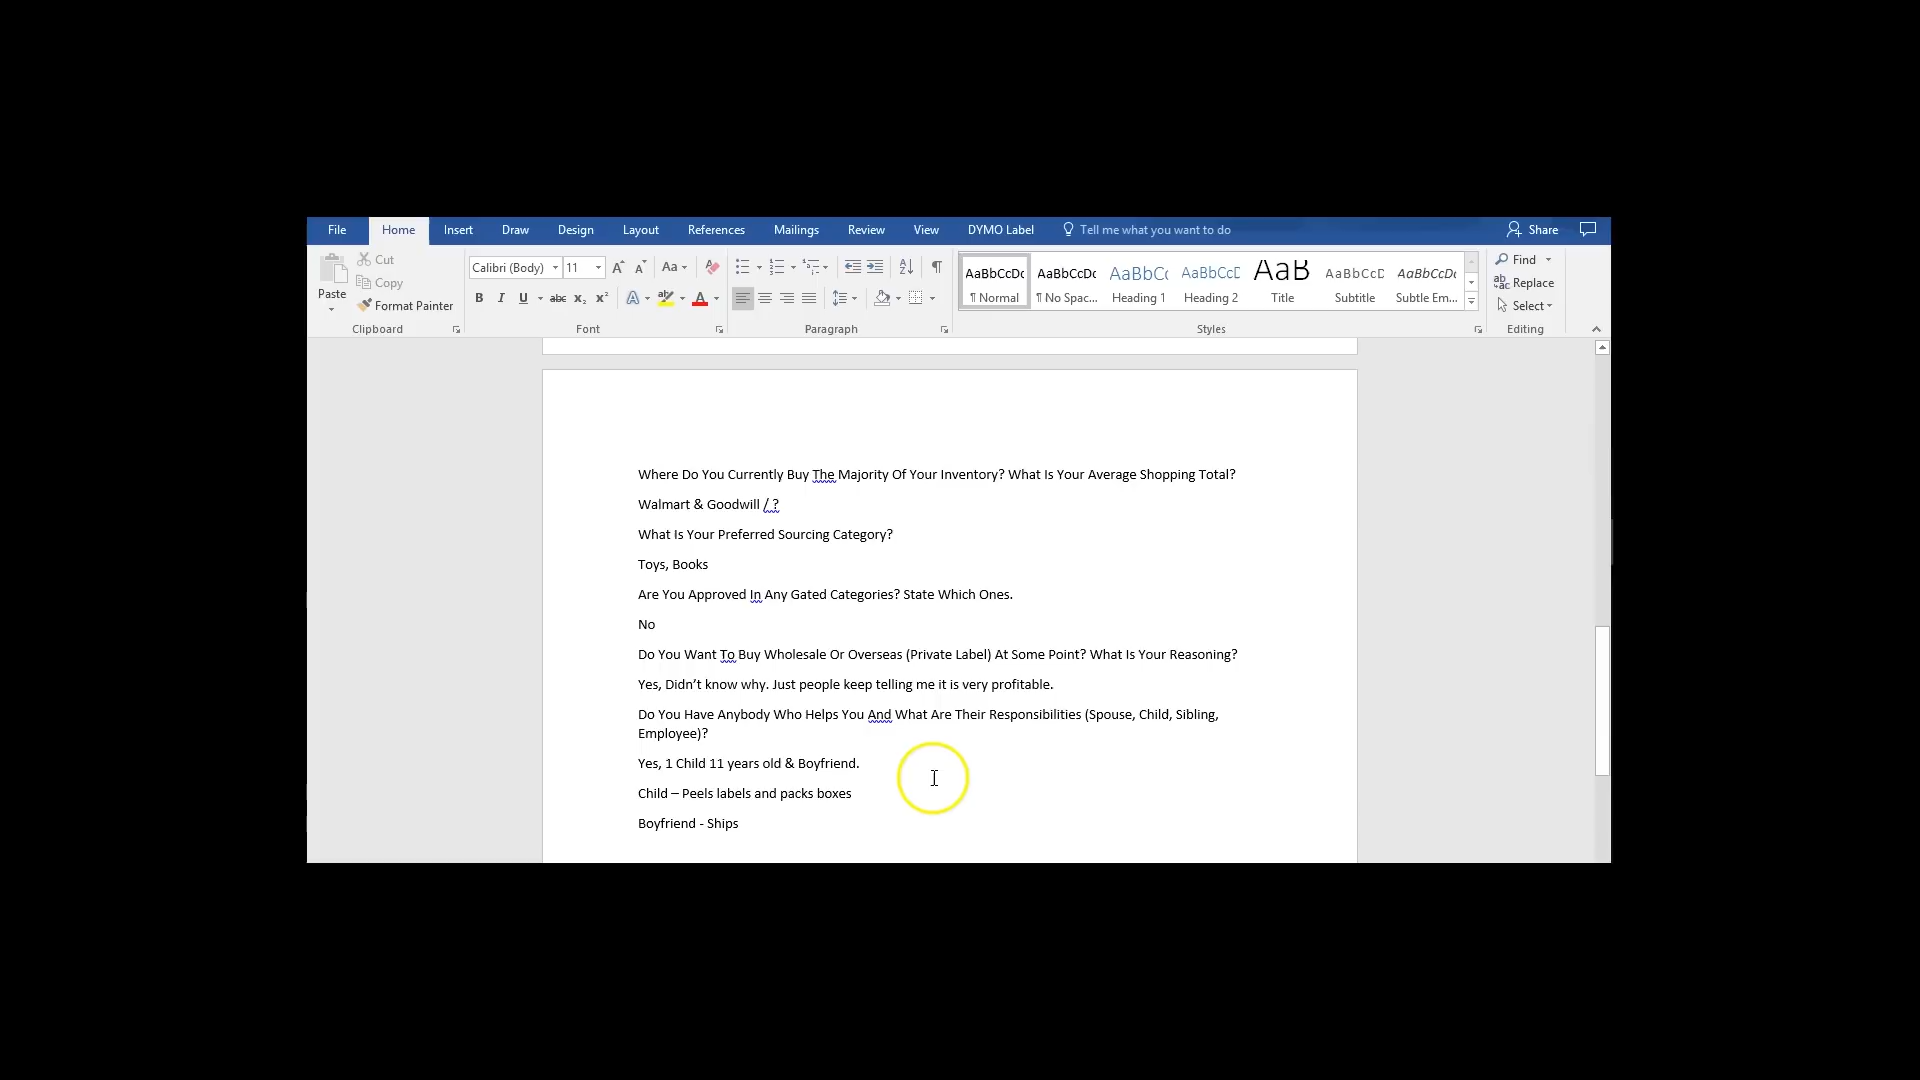 File Home Insert Draw Design Layout References Mailings Review View DYMO Label Tell me what you want to do Share
Cut
Copy
Format Painter
Paste
Calibri (Body) 11 Aa
B I U abc x₂ x² A A
AaBbCcDc AaBbCcDc AaBbCc AaBbCcD AaB AaBbCcD AaBbCcDc
¶ Normal ¶ No Spac... Heading 1 Heading 2 Title Subtitle Subtle Em...
Find
Replace
Select
Clipboard Font Paragraph Styles Editing
Where Do You Currently Buy The Majority Of Your Inventory? What Is Your Average Shopping Total?
Walmart & Goodwill / ?
What Is Your Preferred Sourcing Category?
Toys, Books
Are You Approved In Any Gated Categories? State Which Ones.
No
Do You Want To Buy Wholesale Or Overseas (Private Label) At Some Point? What Is Your Reasoning?
Yes, Didn’t know why. Just people keep telling me it is very profitable.
Do You Have Anybody Who Helps You And What Are Their Responsibilities (Spouse, Child, Sibling,
Employee)?
Yes, 1 Child 11 years old & Boyfriend.
Child – Peels labels and packs boxes
Boyfriend - Ships